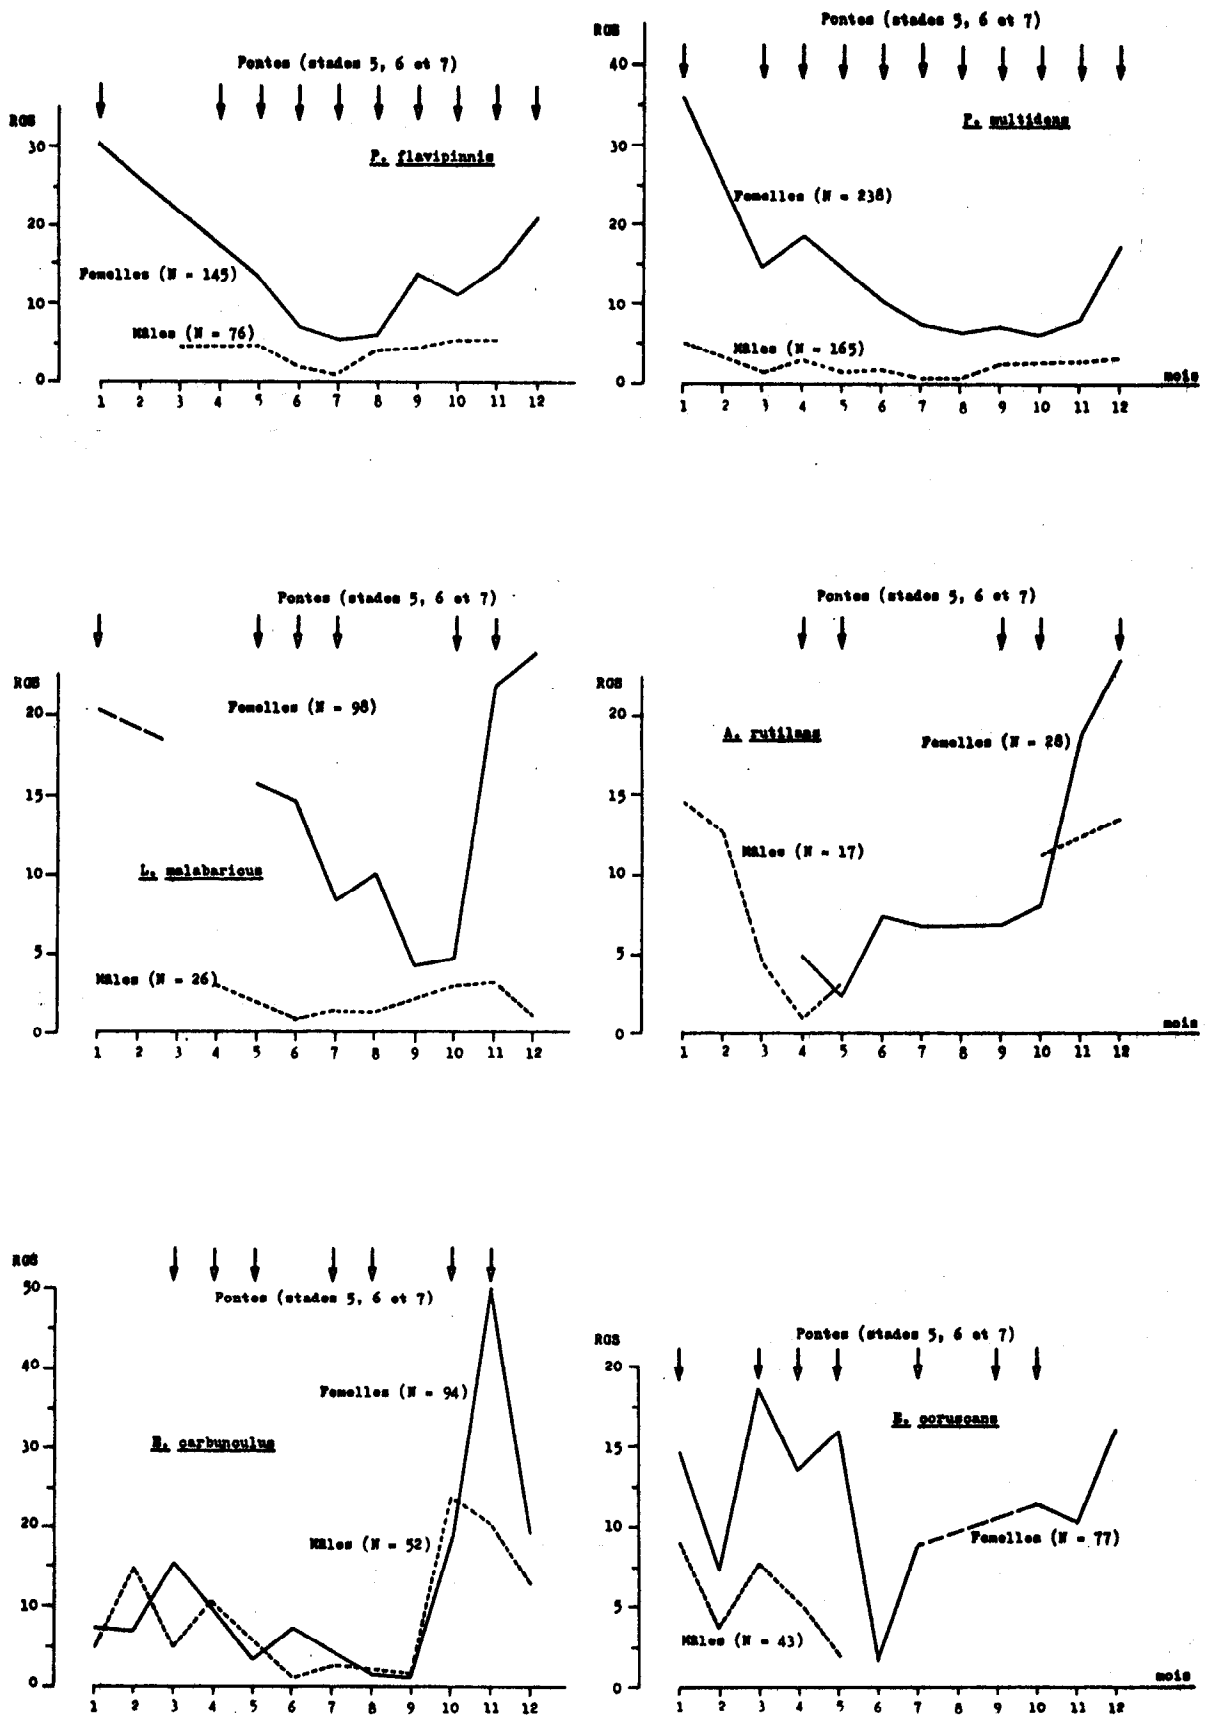 Pontes (stades 5, 6 et 7)
RGS
P. flavipinnis
30
20
10
0
Femelles (N = 145)
Mâles (N = 76)
1 2 3 4 5 6 7 8 9 10 11 12
Pontes (stades 5, 6 et 7)
RGS
P. multidens
40
30
20
10
0
Femelles (N = 238)
Mâles (N = 165)
mois
1 2 3 4 5 6 7 8 9 10 11 12
Pontes (stades 5, 6 et 7)
RGS
Femelles (N = 98)
20
15
10
5
0
L. malabaricus
Mâles (N = 26)
1 2 3 4 5 6 7 8 9 10 11 12
Pontes (stades 5, 6 et 7)
RGS
A. rutilans
Femelles (N = 28)
20
15
10
5
0
Mâles (N = 17)
mois
1 2 3 4 5 6 7 8 9 10 11 12
RGS
Pontes (stades 5, 6 et 7)
50
40
30
20
10
0
Femelles (N = 94)
E. carbunculus
Mâles (N = 52)
1 2 3 4 5 6 7 8 9 10 11 12
Pontes (stades 5, 6 et 7)
RGS
20
15
10
5
0
E. coruscans
Femelles (N = 77)
Mâles (N = 43)
mois
1 2 3 4 5 6 7 8 9 10 11 12